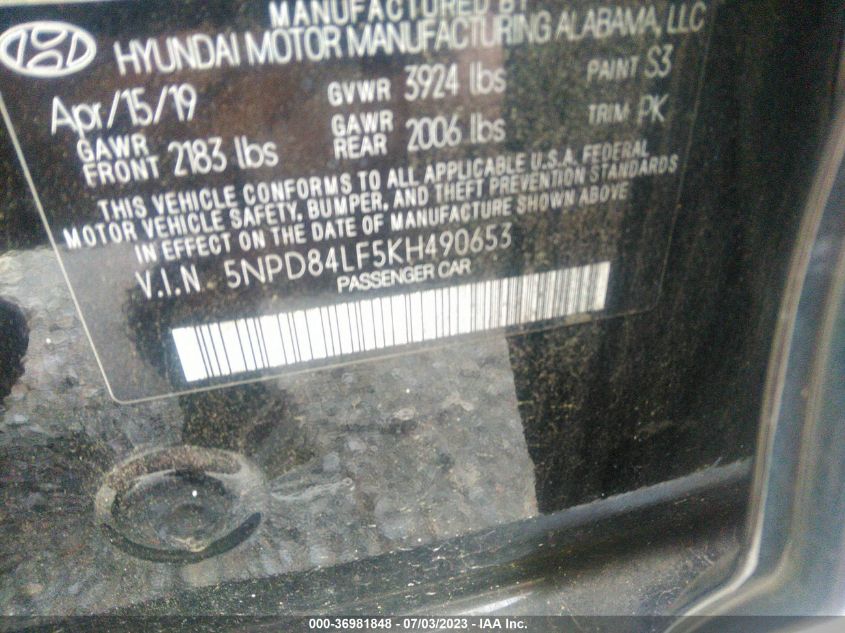 MANUFACTURED BY
HYUNDAI MOTOR MANUFACTURING ALABAMA, LLC
Apr/15/19 GVWR 3924 lbs PAINT S3
GAWR FRONT 2183 lbs GAWR REAR 2006 lbs TRIM PK
THIS VEHICLE CONFORMS TO ALL APPLICABLE U.S.A. FEDERAL
MOTOR VEHICLE SAFETY, BUMPER, AND THEFT PREVENTION STANDARDS
IN EFFECT ON THE DATE OF MANUFACTURE SHOWN ABOVE
V.I.N. 5NPD84LF5KH490653
PASSENGER CAR
000-36981848 - 07/03/2023 - IAA Inc.